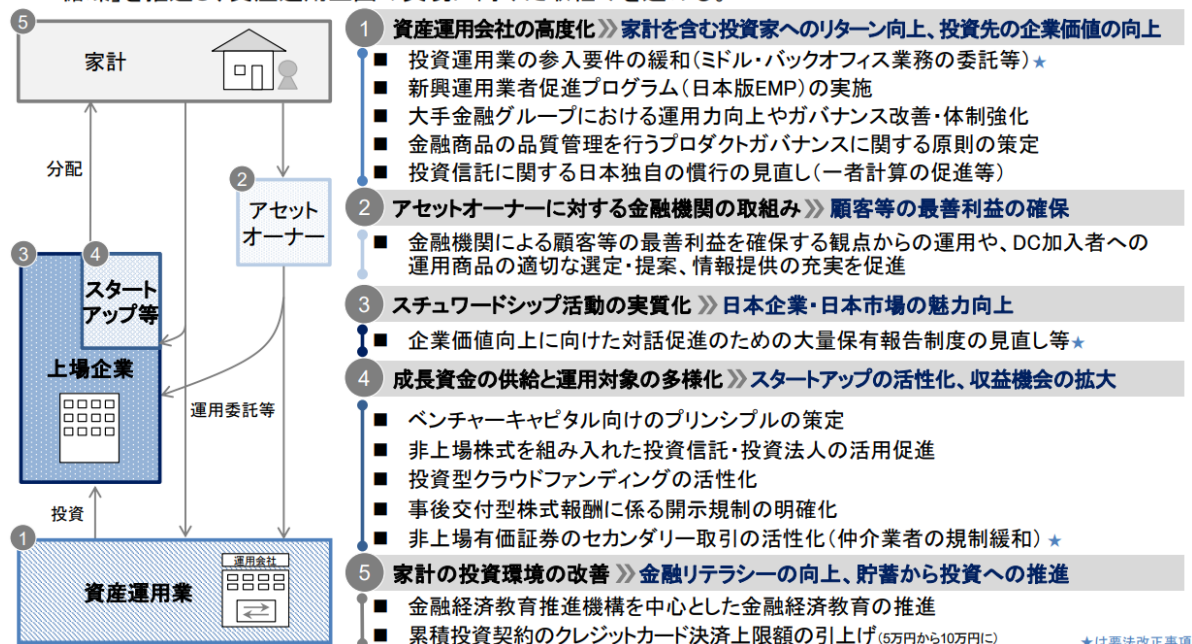 5
家計
分配
2
アセット
オーナー
3
4
スタート
アップ等
上場企業
運用委託等
投資
1
運用会社
資産運用業
1 資産運用会社の高度化≫家計を含む投資家へのリターン向上、投資先の企業価値の向上
■ 投資運用業の参入要件の緩和(ミドル・バックオフィス業務の委託等)★
■ 新興運用業者促進プログラム(日本版EMP)の実施
■ 大手金融グループにおける運用力向上やガバナンス改善・体制強化
■ 金融商品の品質管理を行うプロダクトガバナンスに関する原則の策定
■ 投資信託に関する日本独自の慣行の見直し(一者計算の促進等)
2 アセットオーナーに対する金融機関の取組み≫顧客等の最善利益の確保
■ 金融機関による顧客等の最善利益を確保する観点からの運用や、DC加入者への
運用商品の適切な選定・提案、情報提供の充実を促進
3 スチュワードシップ活動の実質化≫日本企業・日本市場の魅力向上
■ 企業価値向上に向けた対話促進のための大量保有報告制度の見直し等★
4 成長資金の供給と運用対象の多様化≫スタートアップの活性化、収益機会の拡大
■ ベンチャーキャピタル向けのプリンシプルの策定
■ 非上場株式を組み入れた投資信託・投資法人の活用促進
■ 投資型クラウドファンディングの活性化
■ 事後交付型株式報酬に係る開示規制の明確化
■ 非上場有価証券のセカンダリー取引の活性化(仲介業者の規制緩和)★
5 家計の投資環境の改善≫金融リテラシーの向上、貯蓄から投資への推進
■ 金融経済教育推進機構を中心とした金融経済教育の推進
■ 累積投資契約のクレジットカード決済上限額の引上げ(5万円から10万円に)
★は要法改正事項